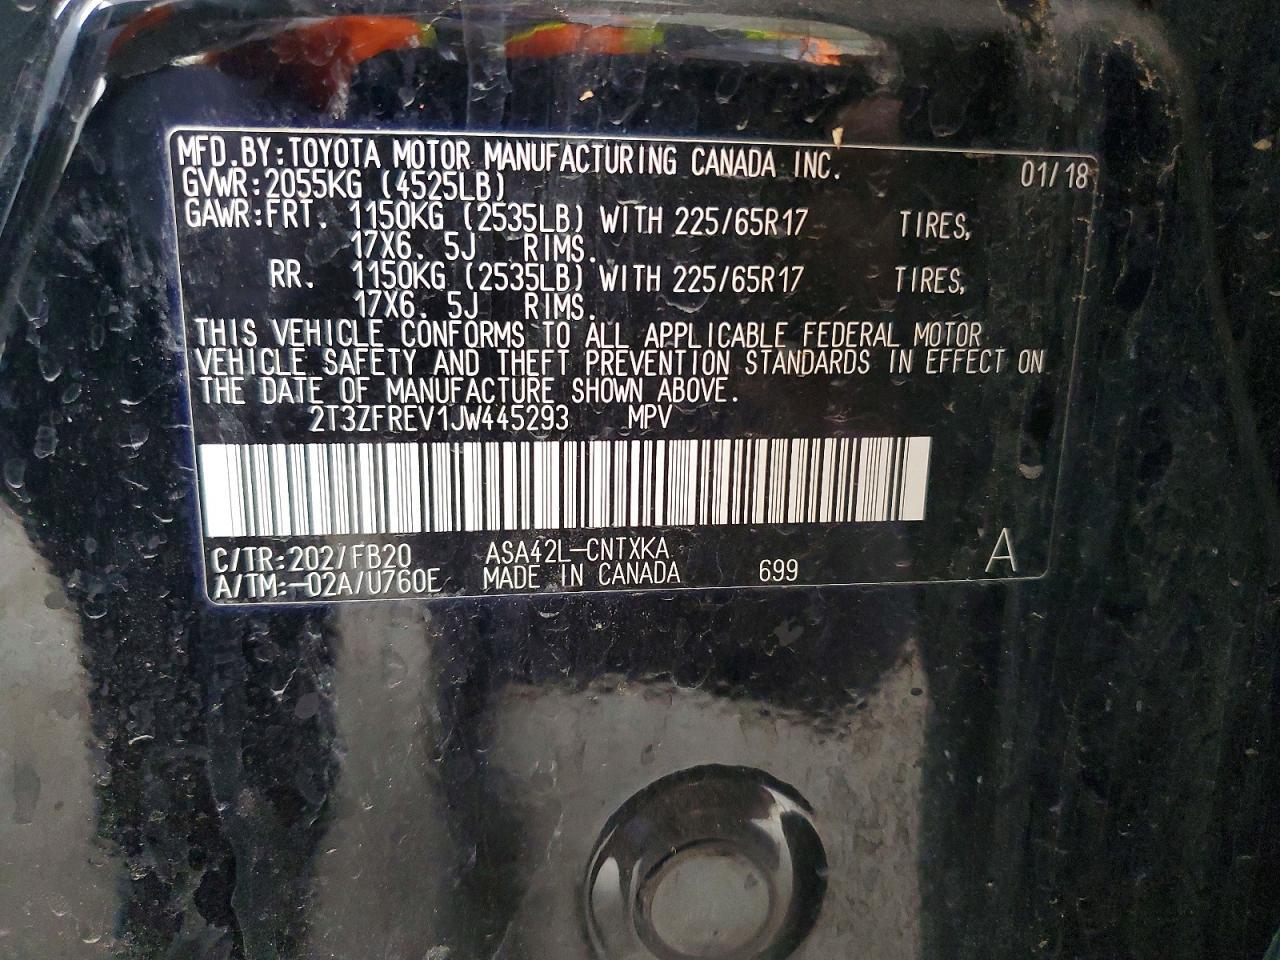 MFD.BY:TOYOTA MOTOR MANUFACTURING CANADA INC. 01/18
GVWR:2055KG (4525LB)
GAWR:FRT. 1150KG (2535LB) WITH 225/65R17 TIRES,
17X6.5J RIMS.
RR. 1150KG (2535LB) WITH 225/65R17 TIRES,
17X6.5J RIMS.
THIS VEHICLE CONFORMS TO ALL APPLICABLE FEDERAL MOTOR
VEHICLE SAFETY AND THEFT PREVENTION STANDARDS IN EFFECT ON
THE DATE OF MANUFACTURE SHOWN ABOVE.
2T3ZFREV1JW445293 MPV
C/TR:202/FB20 ASA42L-CNTXKA
A/TM:-02A/U760E MADE IN CANADA 699 A